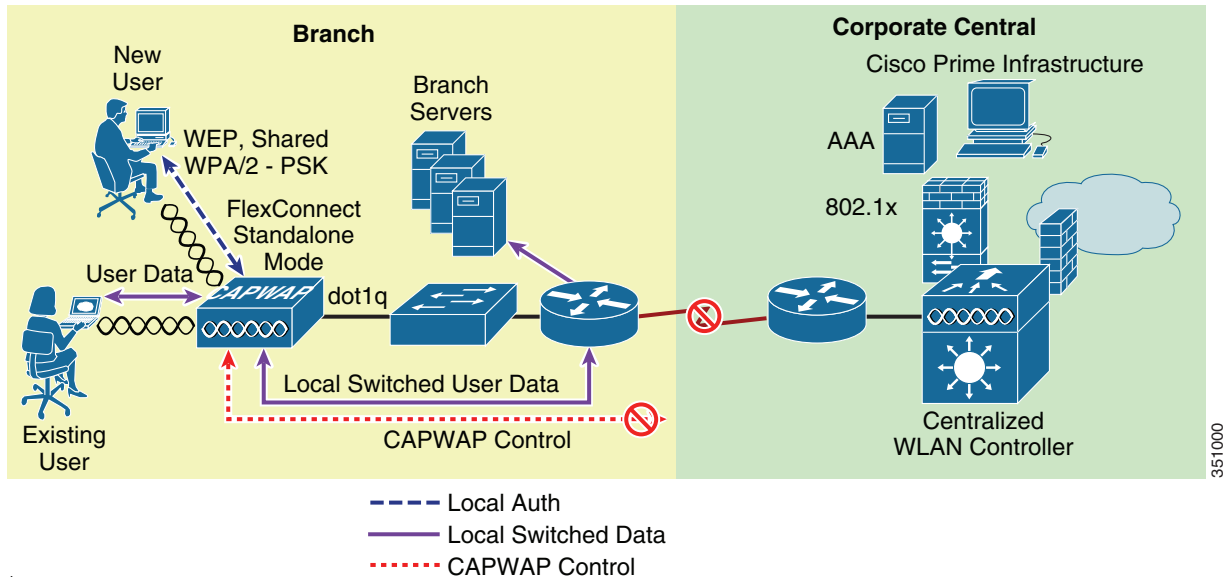 Branch
Corporate Central
New
User
Cisco Prime Infrastructure
Branch
Servers
WEP, Shared
WPA/2 - PSK
AAA
802.1x
FlexConnect
Standalone
Mode
User Data
CAPWAP
dot1q
Local Switched User Data
CAPWAP Control
Existing
User
Centralized
WLAN Controller
351000
Local Auth
Local Switched Data
CAPWAP Control